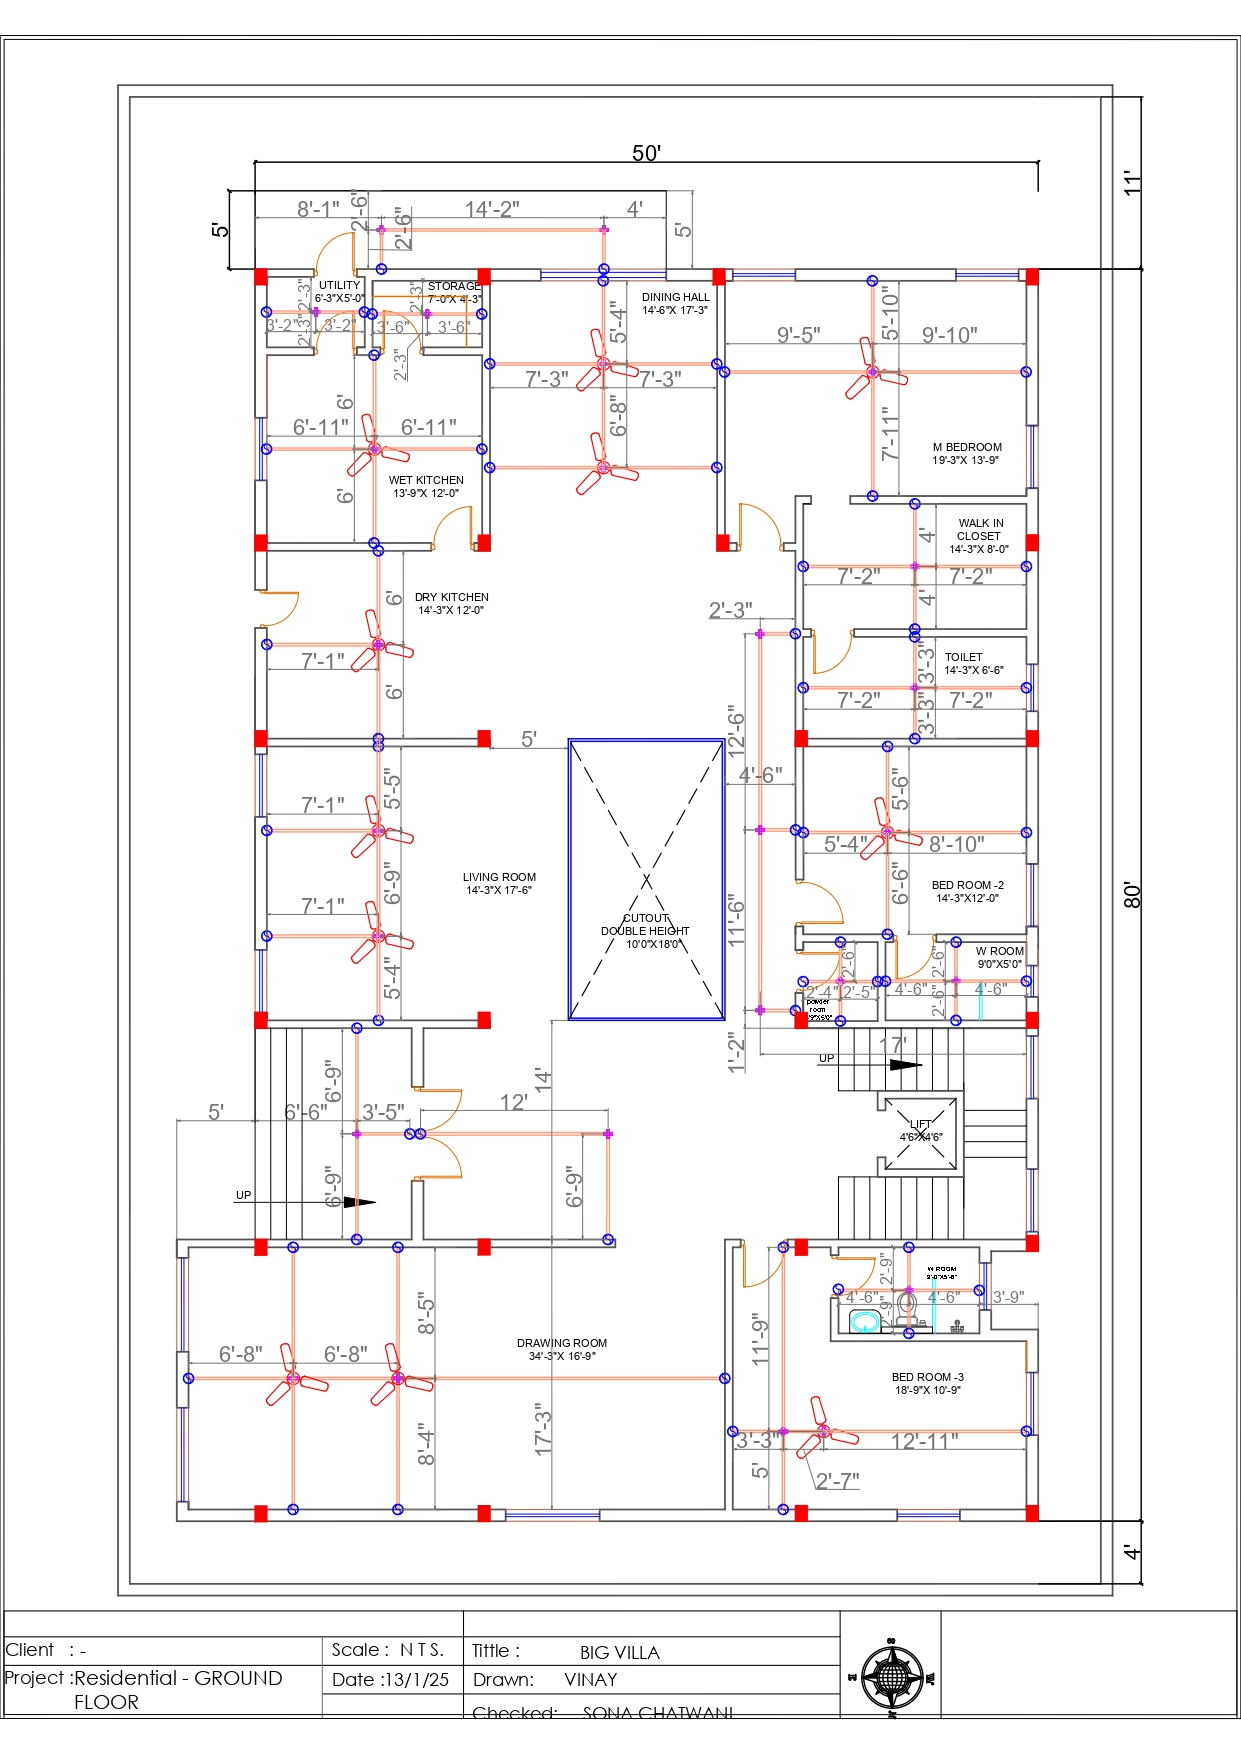 50'
11'
5'
8'-1"
2'-6"
2'-6"
14'-2"
4'
5'
UTILITY
6'-3"X5'-0"
2'-3"
3'-2"
3'-2"
2'-3"
STORAGE
7'-0"X 4'-3"
2'-3"
3'-6"
3'-6"
2'-3"
DINING HALL
14'-6"X 17'-3"
5'-4"
7'-3"
7'-3"
6'-8"
9'-5"
5'-10"
9'-10"
7'-11"
M BEDROOM
19'-3"X 13'-9"
6'
6'-11"
6'-11"
6'
WET KITCHEN
13'-9"X 12'-0"
WALK IN
CLOSET
14'-3"X 8'-0"
4'
7'-2"
7'-2"
4'
DRY KITCHEN
14'-3"X 12'-0"
6'
7'-1"
6'
2'-3"
TOILET
14'-3"X 6'-6"
3'-3"
7'-2"
7'-2"
3'-3"
12'-6"
5'
4'-6"
7'-1"
5'-5"
6'-9"
7'-1"
5'-4"
LIVING ROOM
14'-3"X 17'-6"
CUTOUT
DOUBLE HEIGHT
10'0"X18'0"
11'-6"
5'-6"
5'-4"
8'-10"
6'-6"
BED ROOM -2
14'-3"X12'-0"
80'
W ROOM
9'0"X5'0"
2'-6"
2'-4"
2'-5"
powder
room
2'-6"
4'-6"
4'-6"
2'-6"
1'-2"
17'
UP
LIFT
4'6"X4'6"
14'
6'-9"
5'
6'-6"
3'-5"
12'
6'-9"
6'-9"
UP
W ROOM
2'-9"
4'-6"
4'-6"
3'-9"
2'-9"
8'-5"
6'-8"
6'-8"
8'-4"
DRAWING ROOM
34'-3"X 16'-9"
17'-3"
11'-9"
BED ROOM -3
18'-9"X 10'-9"
3'-3"
12'-11"
5'
2'-7"
4'
Client : -
Scale : N T S.
Tittle : BIG VILLA
Project :Residential - GROUND
FLOOR
Date :13/1/25
Drawn: VINAY
Checked: SONA CHATWANI
W
E